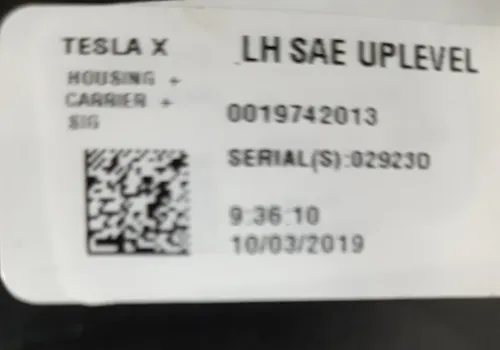 TESLA X
HOUSING +
CARRIER +
SIG
LH SAE UPLEVEL
0019742013
SERIAL(S):02923D
9:36:10
10/03/2019